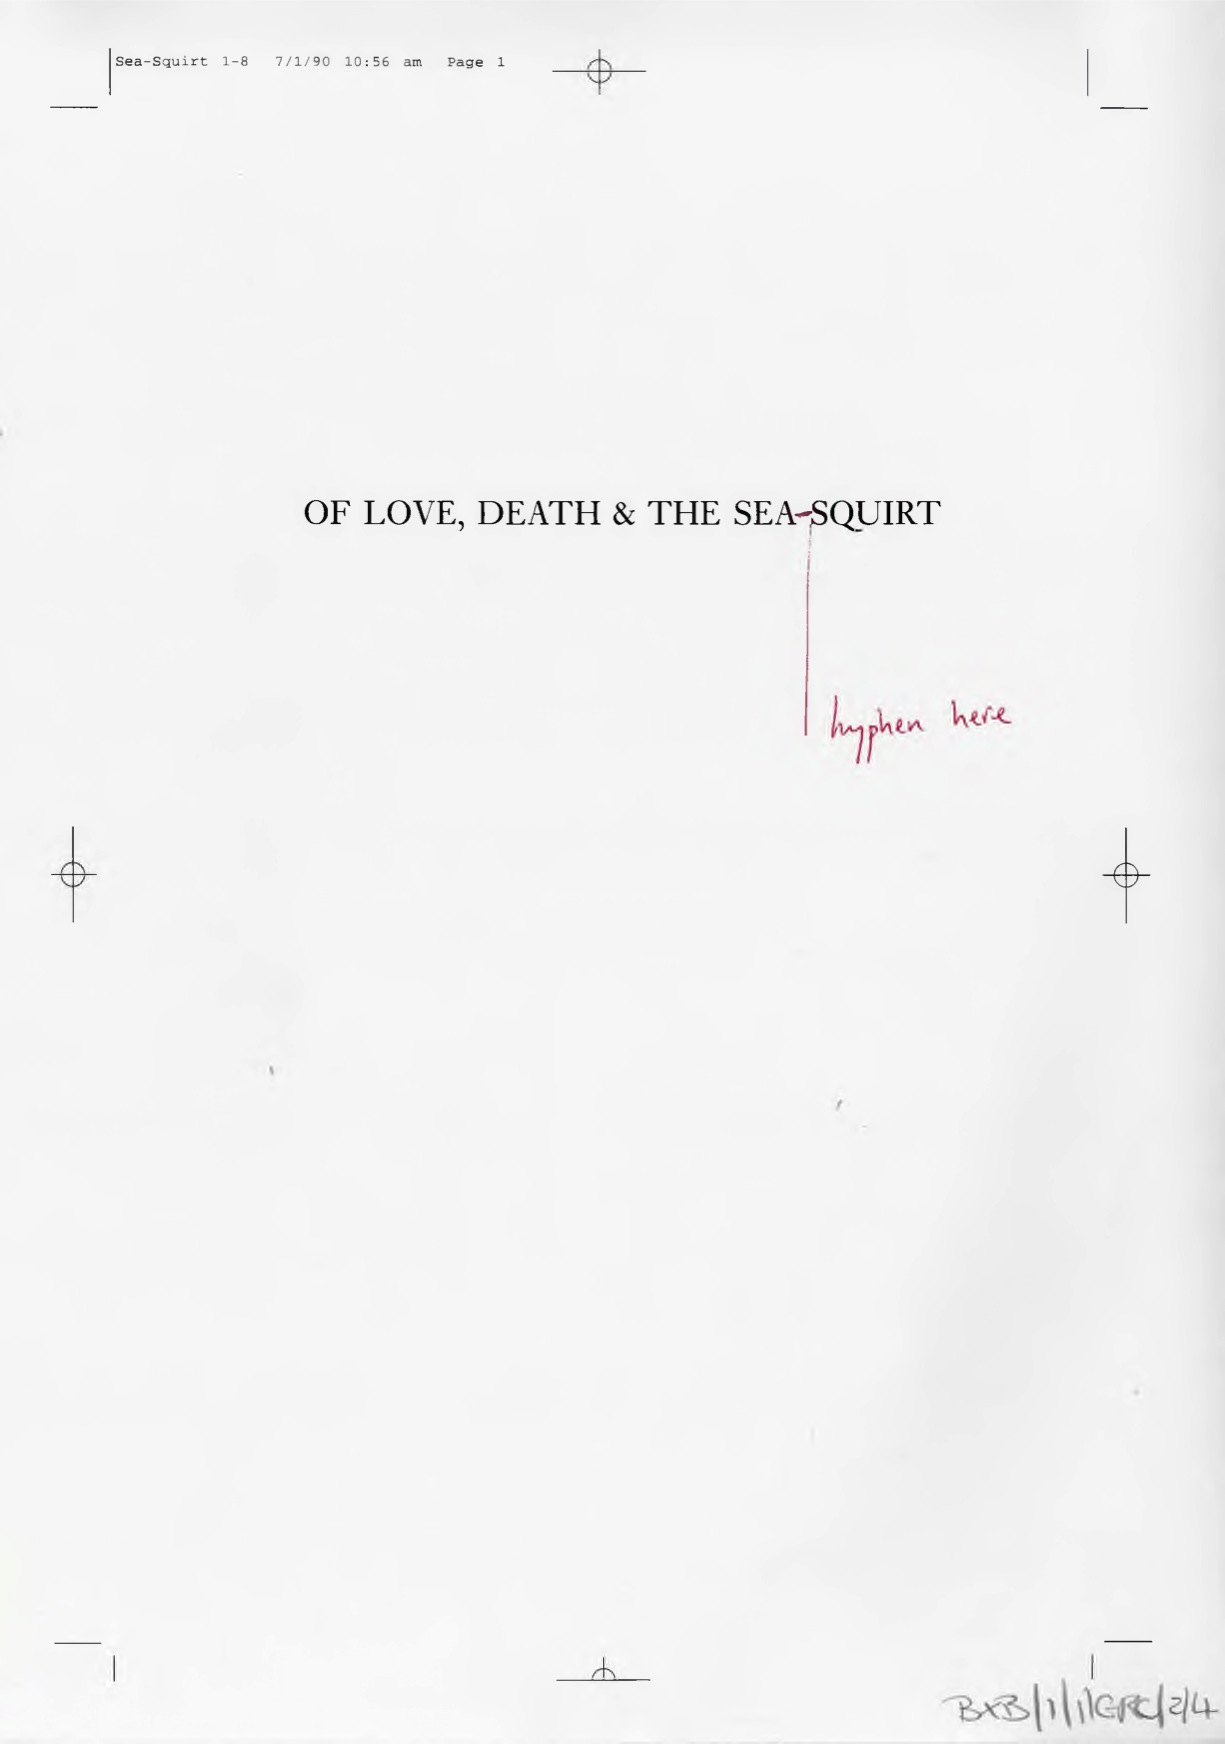 Sea-Squirt 1-8 7/1/90 10:56 am Page 1
OF LOVE, DEATH & THE SEA-SQUIRT
hyphen here
BXB/1/1/GRC/2/4